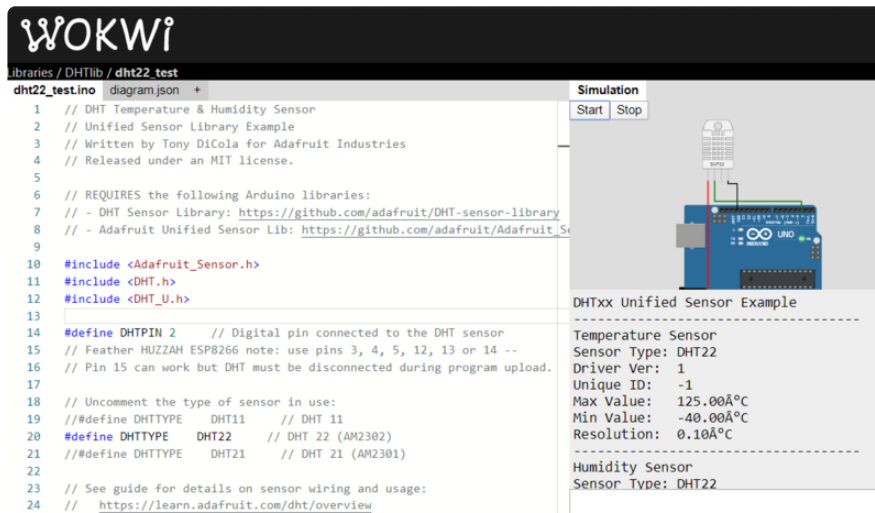 WOKWi
Libraries / DHTlib / dht22_test
dht22_test.ino diagram.json +
1 // DHT Temperature & Humidity Sensor
2 // Unified Sensor Library Example
3 // Written by Tony DiCola for Adafruit Industries
4 // Released under an MIT license.
5
6 // REQUIRES the following Arduino libraries:
7 // - DHT Sensor Library: https://github.com/adafruit/DHT-sensor-library
8 // - Adafruit Unified Sensor Lib: https://github.com/adafruit/Adafruit_S
9
10 #include <Adafruit_Sensor.h>
11 #include <DHT.h>
12 #include <DHT_U.h>
13
14 #define DHTPIN 2 // Digital pin connected to the DHT sensor
15 // Feather HUZZAH ESP8266 note: use pins 3, 4, 5, 12, 13 or 14 --
16 // Pin 15 can work but DHT must be disconnected during program upload.
17
18 // Uncomment the type of sensor in use:
19 //#define DHTTYPE DHT11 // DHT 11
20 #define DHTTYPE DHT22 // DHT 22 (AM2302)
21 //#define DHTTYPE DHT21 // DHT 21 (AM2301)
22
23 // See guide for details on sensor wiring and usage:
24 // https://learn.adafruit.com/dht/overview
Simulation
Start Stop
DHT22
UNO
ARDUINO
DHTxx Unified Sensor Example
------------------------------------
Temperature Sensor
Sensor Type: DHT22
Driver Ver: 1
Unique ID: -1
Max Value: 125.00Â°C
Min Value: -40.00Â°C
Resolution: 0.10Â°C
------------------------------------
Humidity Sensor
Sensor Type: DHT22